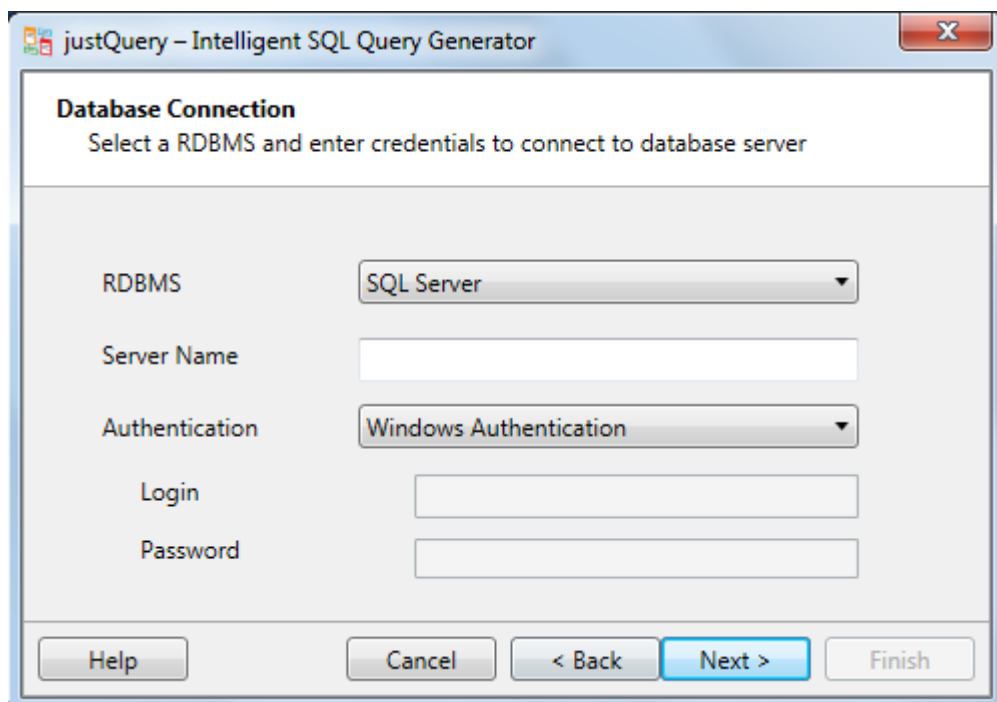 justQuery – Intelligent SQL Query Generator
Database Connection
Select a RDBMS and enter credentials to connect to database server
RDBMS SQL Server
Server Name
Authentication Windows Authentication
Login
Password
Help Cancel < Back Next > Finish